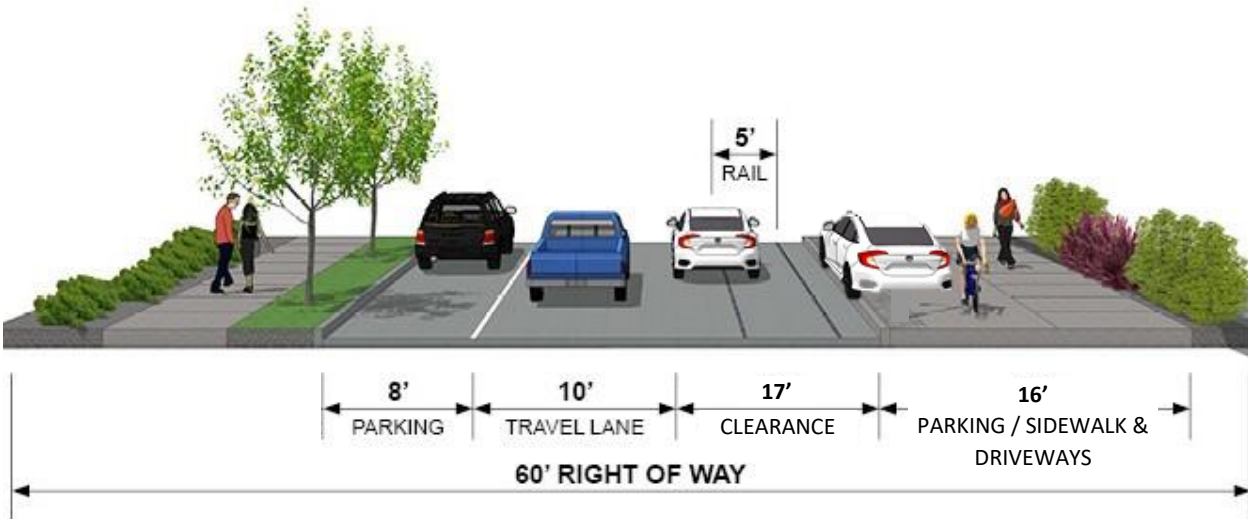 5’
RAIL
8’
PARKING
10’
TRAVEL LANE
17’
CLEARANCE
16’
PARKING / SIDEWALK &
DRIVEWAYS
60’ RIGHT OF WAY